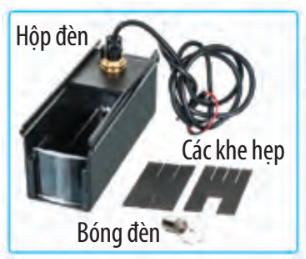 Hộp đèn
Các khe hẹp
Bóng đèn